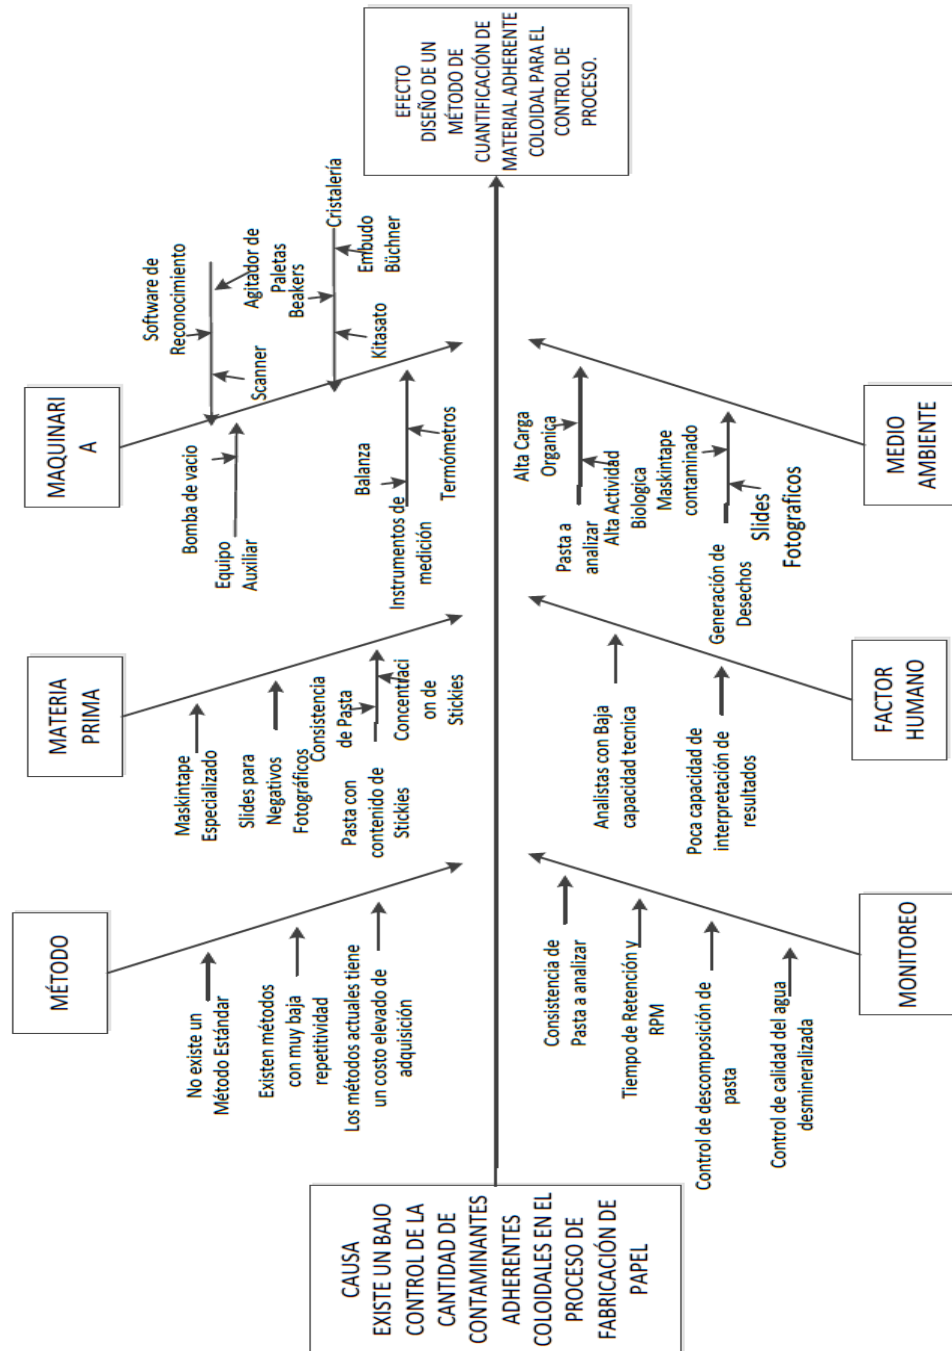 CAUSA
EXISTE UN BAJO
CONTROL DE LA
CANTIDAD DE
CONTAMINANTES
ADHERENTES
COLOIDALES EN EL
PROCESO DE
FABRICACIÓN DE
PAPEL
MÉTODO
No existe un
Método Estándar
Existen métodos
con muy baja
repetitividad
Los métodos actuales tiene
un costo elevado de
adquisición
MATERIA
PRIMA
Maskintape
Especializado
Slides para
Negativos
Fotográficos
Consistencia
de Pasta
Pasta con
contenido de
Stickies
Concentraci
on de
Stickies
MAQUINARI
A
Software de
Reconocimiento
Scanner
Agitador de
Paletas
Bomba de vacio
Equipo
Auxiliar
Beakers
Cristalería
Kitasato
Embudo
Büchner
Balanza
Instrumentos de
medición
Termómetros
MONITOREO
Consistencia de
Pasta a analizar
Tiempo de Retención y
RPM
Control de descomposición de
pasta
Control de calidad del agua
desmineralizada
FACTOR
HUMANO
Analistas con Baja
capacidad tecnica
Poca capacidad de
interpretación de
resultados
MEDIO
AMBIENTE
Alta Carga
Organica
Pasta a
analizar
Alta Actividad
Biologica
Maskintape
contaminado
Generación de
Desechos
Slides
Fotográficos
EFECTO
DISEÑO DE UN
MÉTODO DE
CUANTIFICACIÓN DE
MATERIAL ADHERENTE
COLOIDAL PARA EL
CONTROL DE
PROCESO.